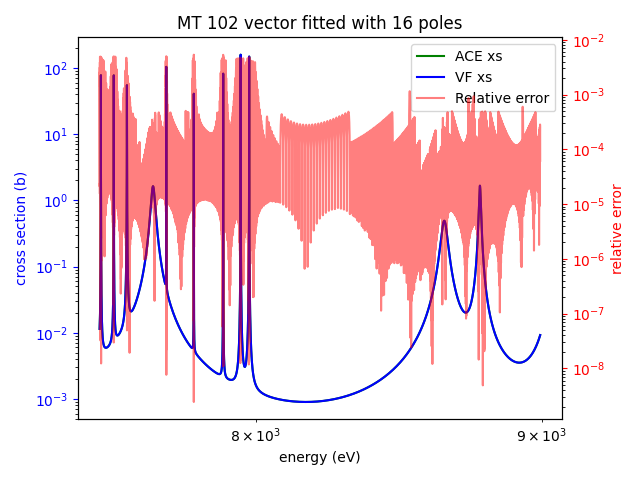 MT 102 vector fitted with 16 poles
ACE xs
VF xs
Relative error
10²
10¹
10⁰
10⁻¹
10⁻²
10⁻³
cross section (b)
10⁻²
10⁻³
10⁻⁴
10⁻⁵
10⁻⁶
10⁻⁷
10⁻⁸
relative error
8 × 10³
9 × 10³
energy (eV)